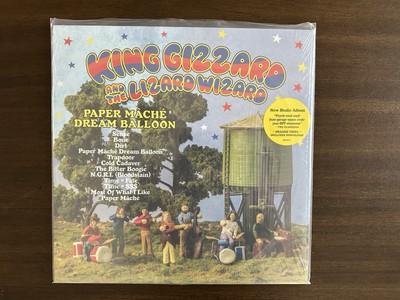 KING GIZZARD
AND THE LIZARD WIZARD
PAPER MÂCHÉ
DREAM BALLOON
Sense
Bone
Dirt
Paper Mâché Dream Balloon
Trapdoor
Cold Cadaver
The Bitter Boogie
N.G.R.I. (Bloodstain)
Time = Fate
Time = $$$
Most Of What I Like
Paper Mâché
New Studio Album